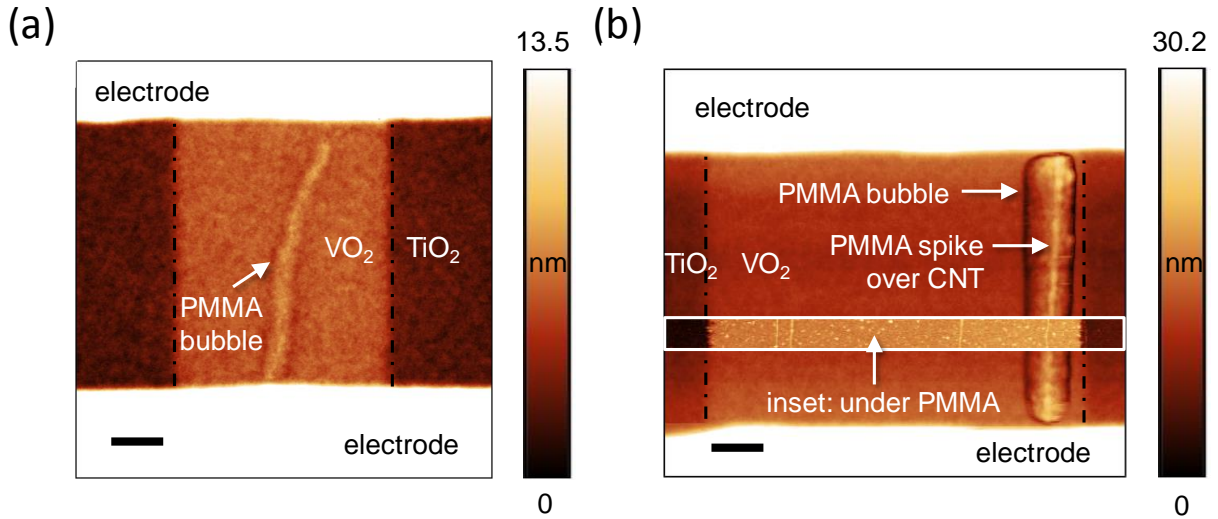 (a)
13.5
electrode
VO2
TiO2
nm
PMMA
bubble
electrode
0
(b)
30.2
electrode
PMMA bubble
PMMA spike
over CNT
TiO2
VO2
nm
inset: under PMMA
electrode
0